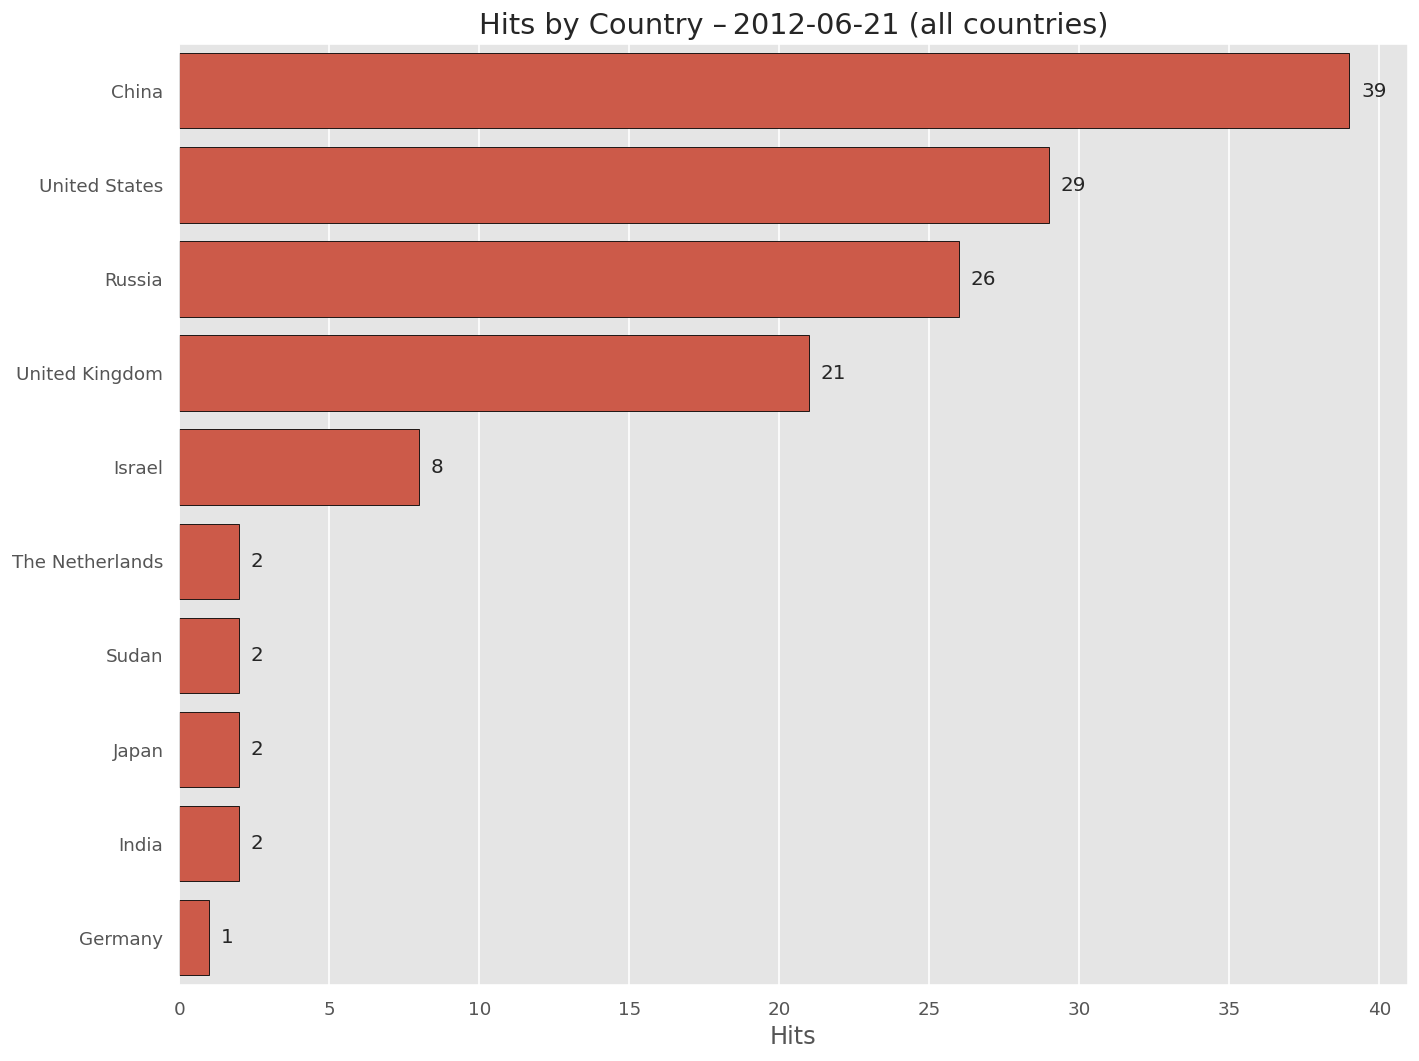 Hits by Country – 2012-06-21 (all countries)
China 39
United States 29
Russia 26
United Kingdom 21
Israel 8
The Netherlands 2
Sudan 2
Japan 2
India 2
Germany 1
0 5 10 15 20 25 30 35 40
Hits